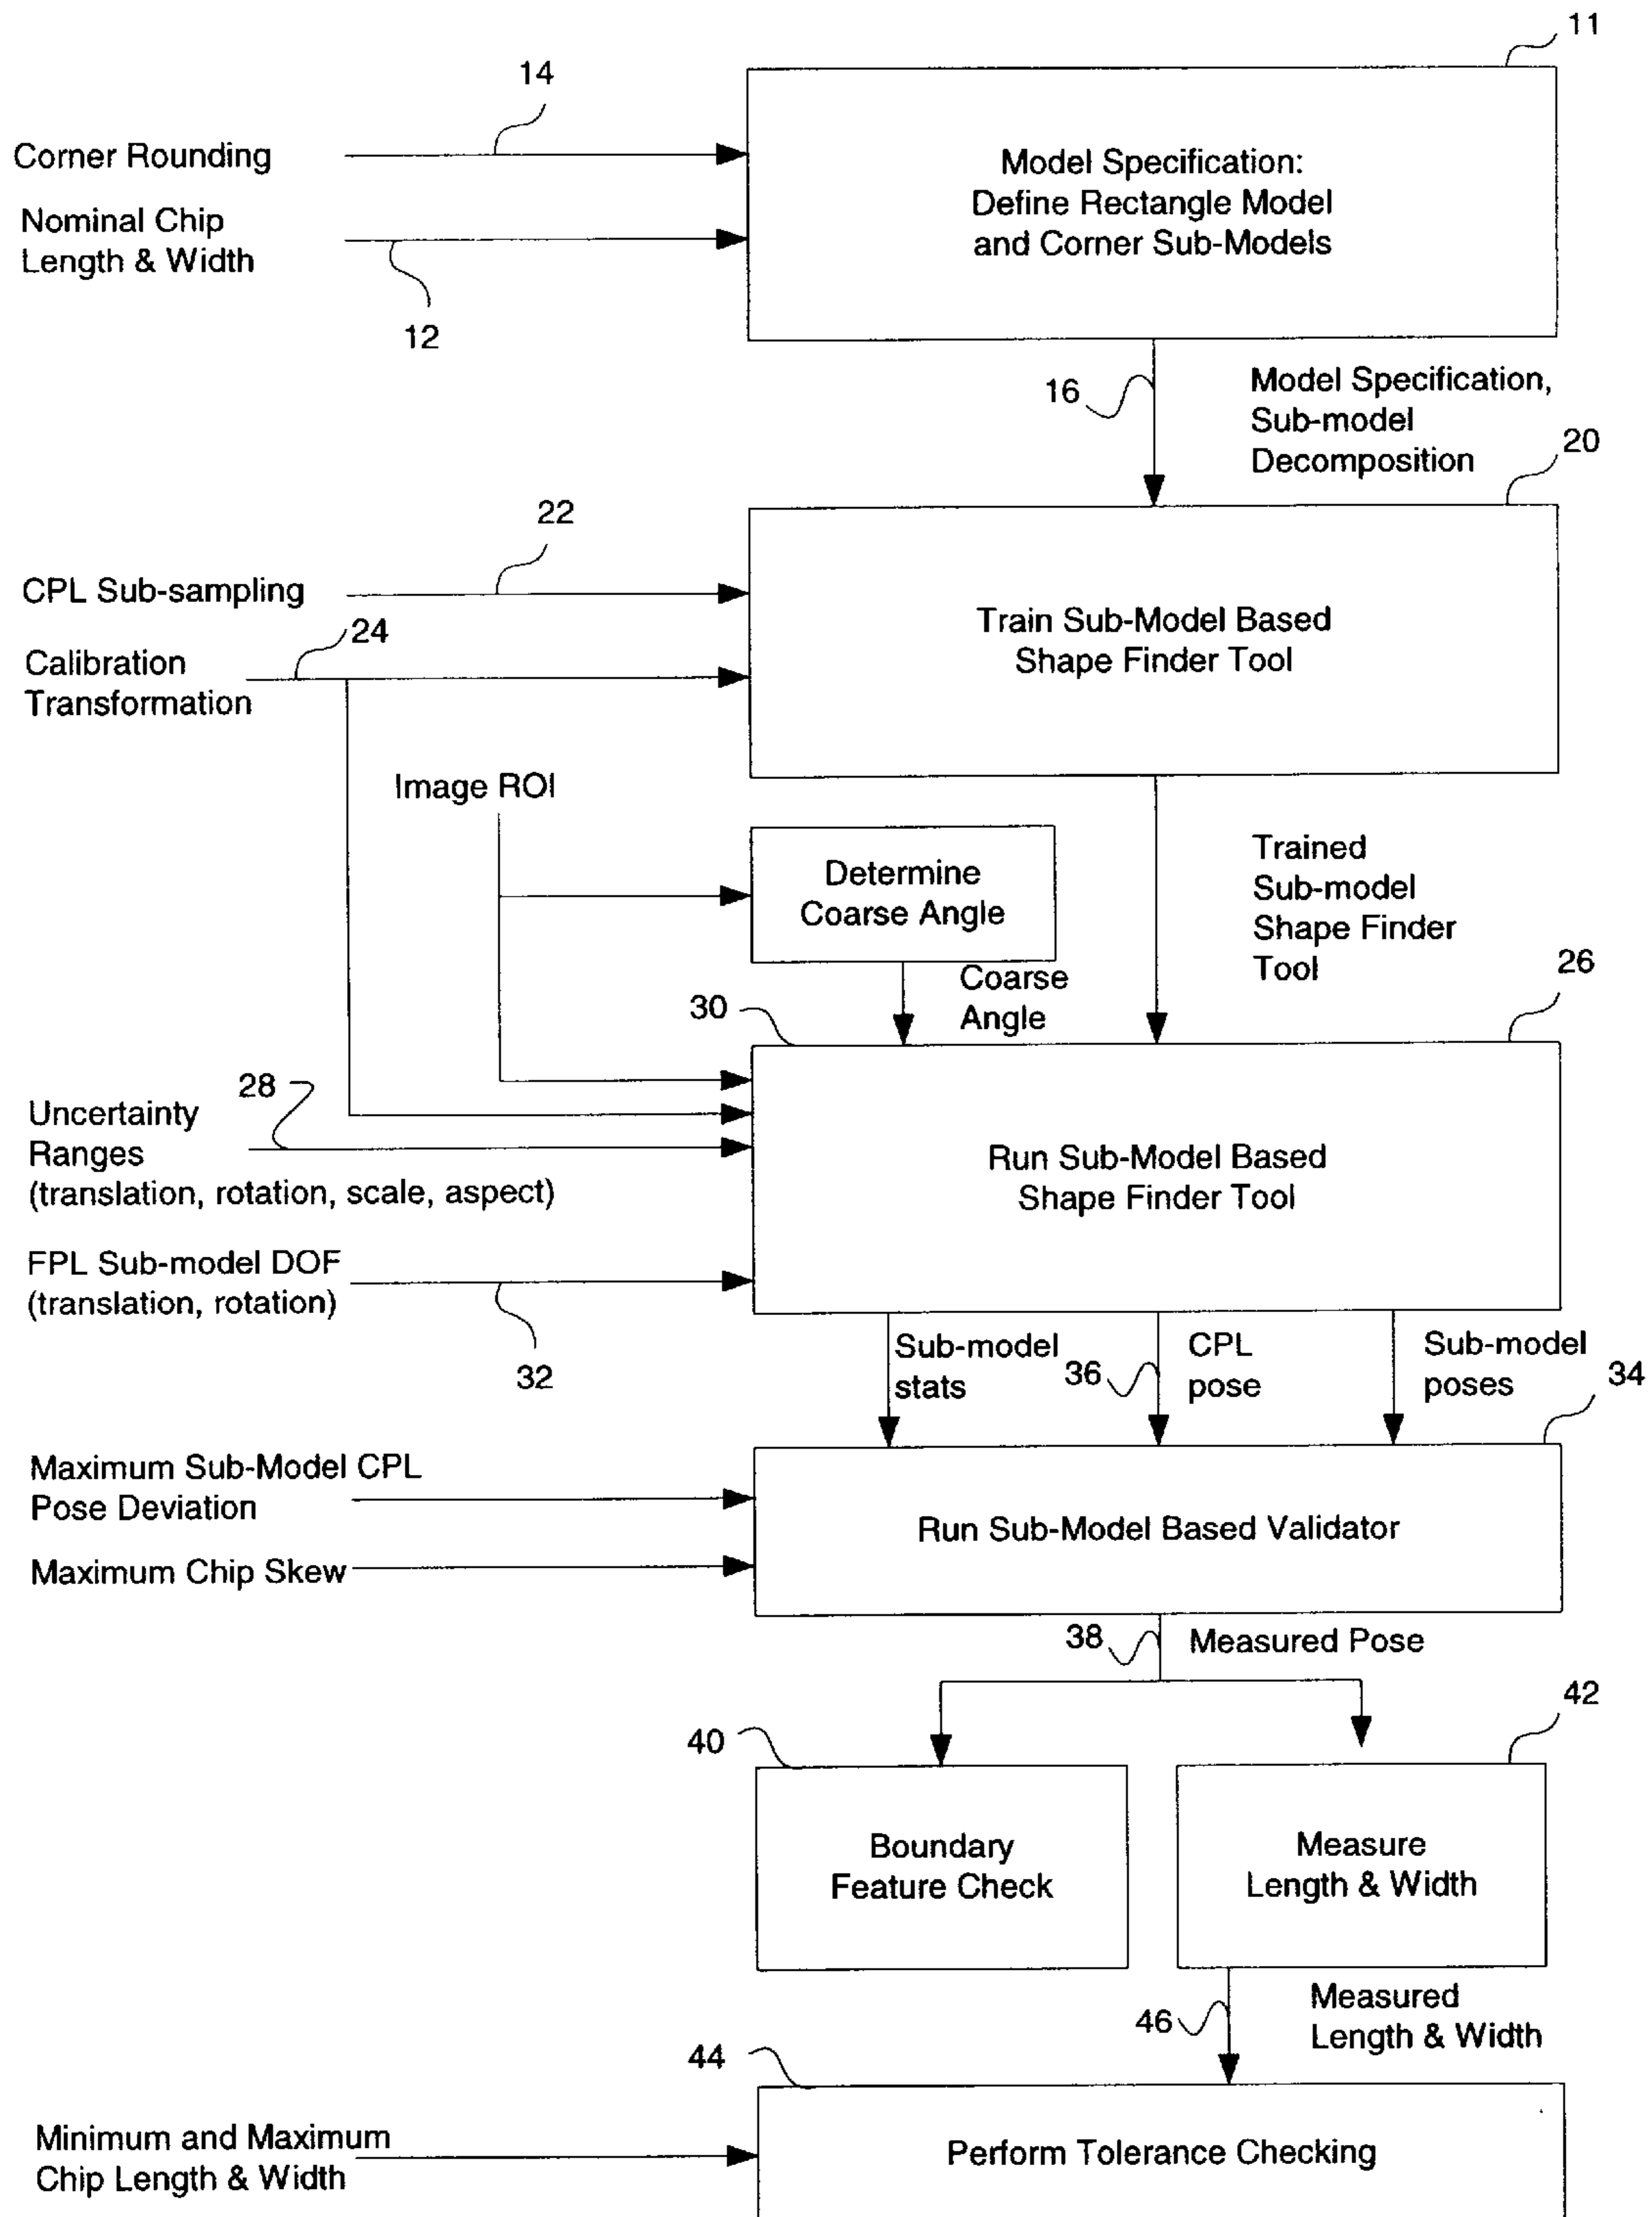 11
14
Corner Rounding
Nominal Chip
Length & Width
12
Model Specification:
Define Rectangle Model
and Corner Sub-Models
16
Model Specification,
Sub-model
Decomposition
20
22
CPL Sub-sampling
24
Calibration
Transformation
Train Sub-Model Based
Shape Finder Tool
Image ROI
Determine
Coarse Angle
Trained
Sub-model
Shape Finder
Tool
Coarse
Angle
26
30
28
Uncertainty
Ranges
(translation, rotation, scale, aspect)
Run Sub-Model Based
Shape Finder Tool
FPL Sub-model DOF
(translation, rotation)
32
Sub-model
stats
36
CPL
pose
Sub-model
poses
34
Maximum Sub-Model CPL
Pose Deviation
Maximum Chip Skew
Run Sub-Model Based Validator
38
Measured Pose
40
42
Boundary
Feature Check
Measure
Length & Width
46
Measured
Length & Width
44
Minimum and Maximum
Chip Length & Width
Perform Tolerance Checking